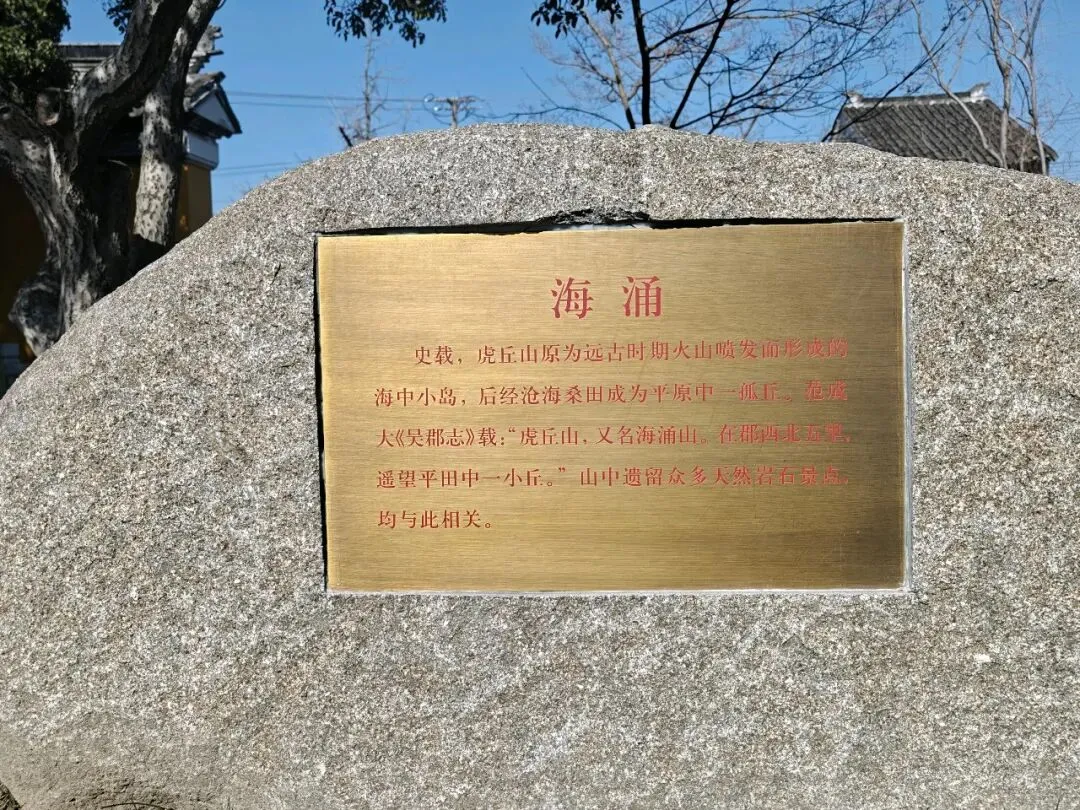 海涌
史载，虎丘山原为远古时期火山喷发而形成的
海中小岛，后经沧海桑田成为平原中一孤丘。范成
大《吴郡志》载：“虎丘山，又名海涌山。在郡西北五里，
遥望平田中一小丘。”山中遗留众多天然岩石景点，
均与此相关。